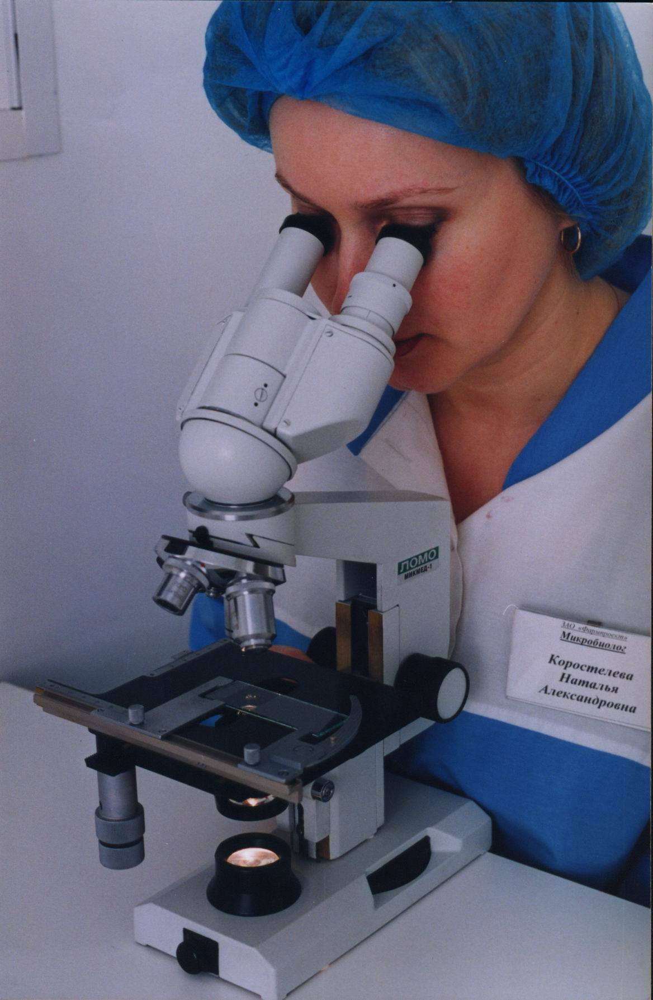 ЛОМО
МИКМЕД-1
ЗАО «Фармпроект»
Микробиолог
Коростелева
Наталья
Александровна